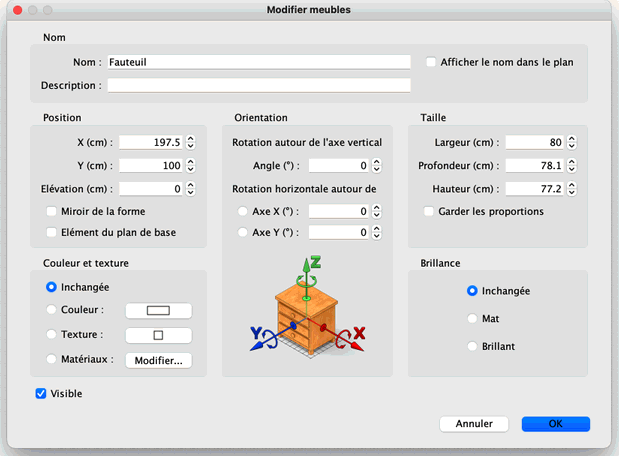 Modifier meubles
Nom
Nom : Fauteuil
Afficher le nom dans le plan
Description :
Position
X (cm) : 197.5
Y (cm) : 100
Elévation (cm) : 0
Miroir de la forme
Elément du plan de base
Orientation
Rotation autour de l'axe vertical
Angle (°) : 0
Rotation horizontale autour de
Axe X (°) : 0
Axe Y (°) : 0
Taille
Largeur (cm) : 80
Profondeur (cm) : 78.1
Hauteur (cm) : 77.2
Garder les proportions
Couleur et texture
Inchangée
Couleur :
Texture :
Matériaux : Modifier...
Z
Y
X
Brillance
Inchangée
Mat
Brillant
Visible
Annuler
OK